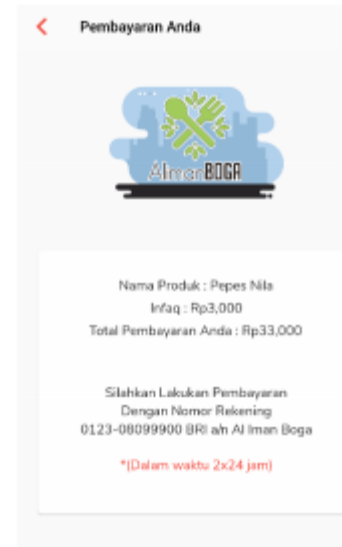 Pembayaran Anda
AlimanBOGA
Nama Produk : Pepes Nila
Infaq : Rp3,000
Total Pembayaran Anda : Rp33,000
Silahkan Lakukan Pembayaran
Dengan Nomor Rekening
0123-08099900 BRI a/n Al Iman Boga
*(Dalam waktu 2x24 jam)